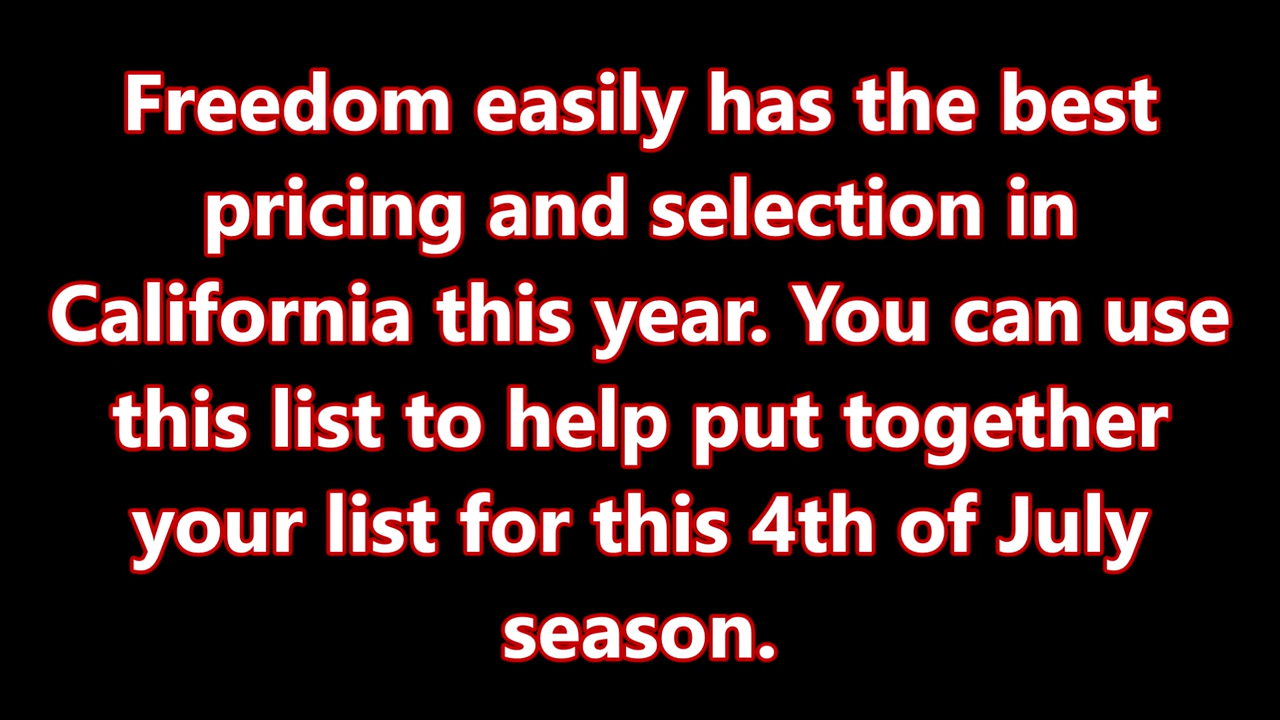 Freedom easily has the best
pricing and selection in
California this year. You can use
this list to help put together
your list for this 4th of July
season.